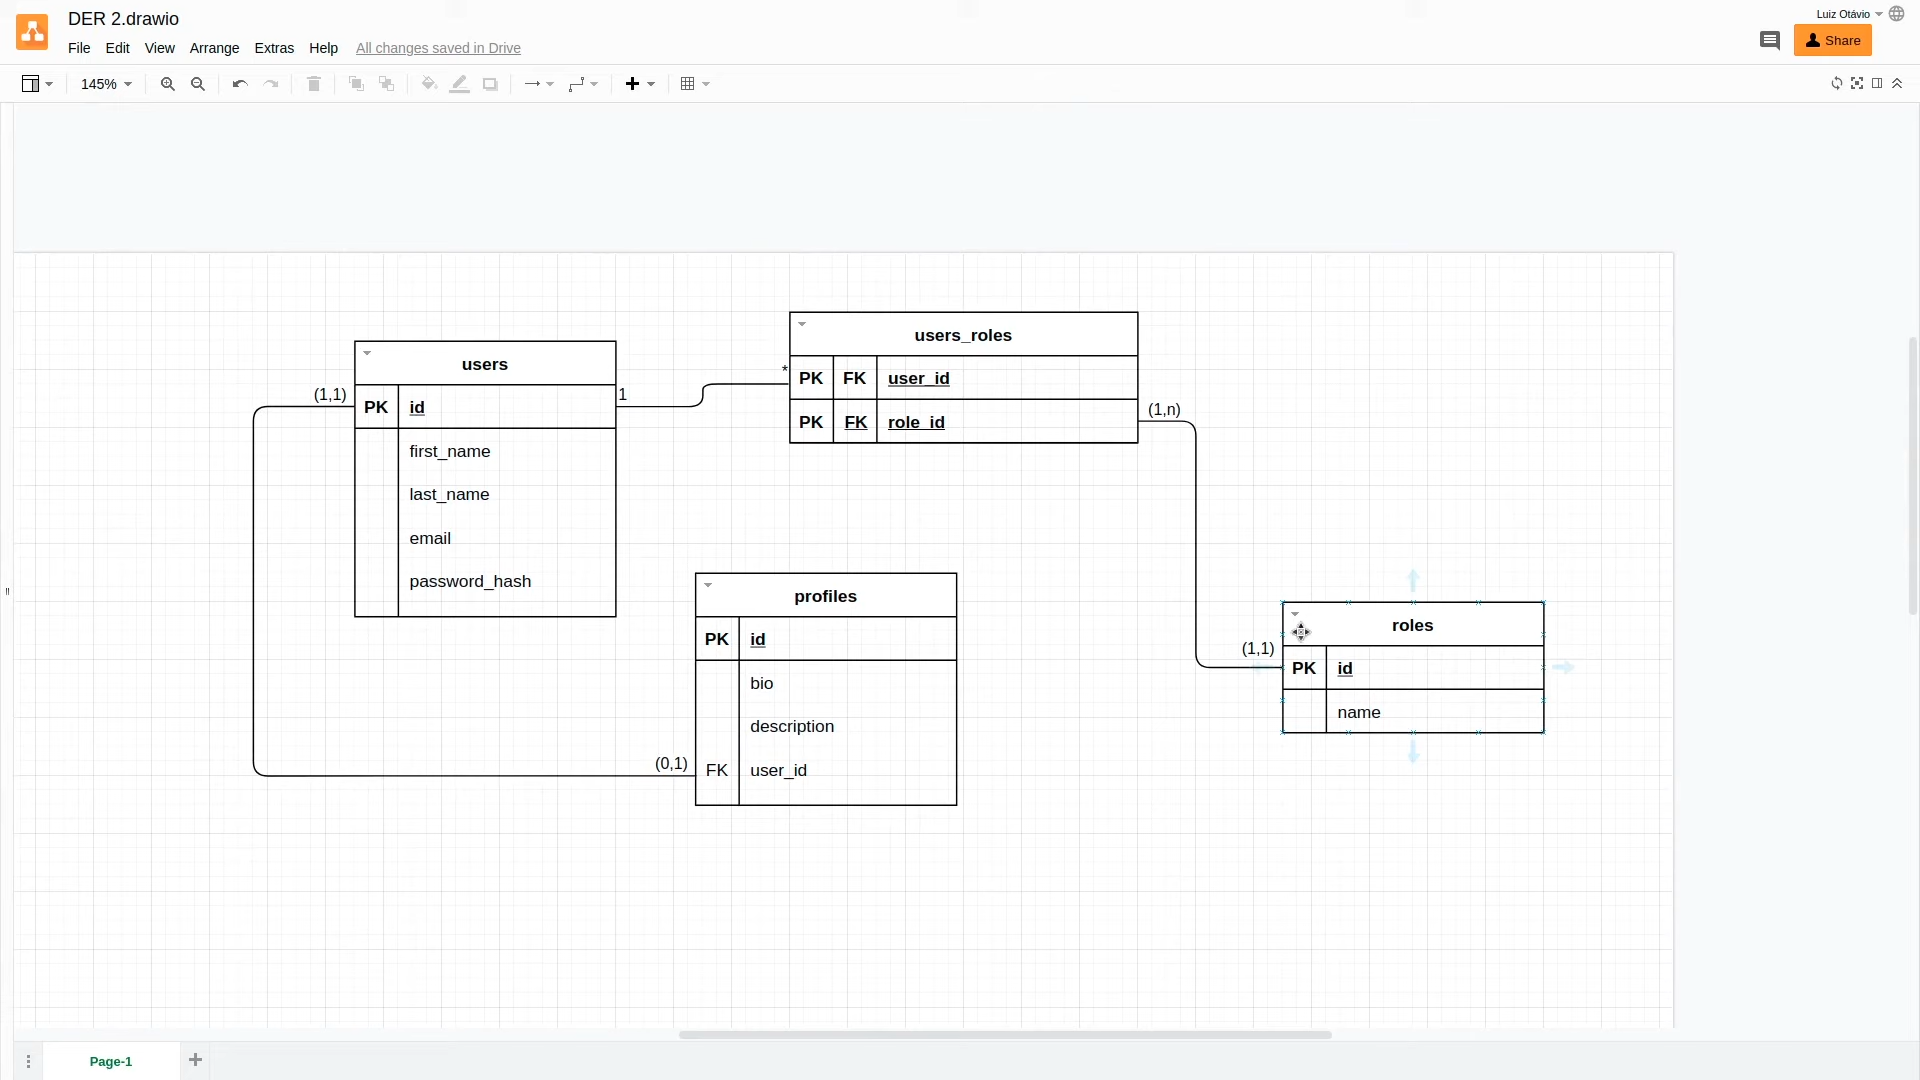 DER 2.drawio
Luiz Otávio
File Edit View Arrange Extras Help All changes saved in Drive
Share
145%
users_roles
PK FK user_id
PK FK role_id
users
PK id
first_name
last_name
email
password_hash
(1,1)
1
*
(1,n)
profiles
PK id
bio
description
FK user_id
(0,1)
roles
PK id
name
(1,1)
Page-1